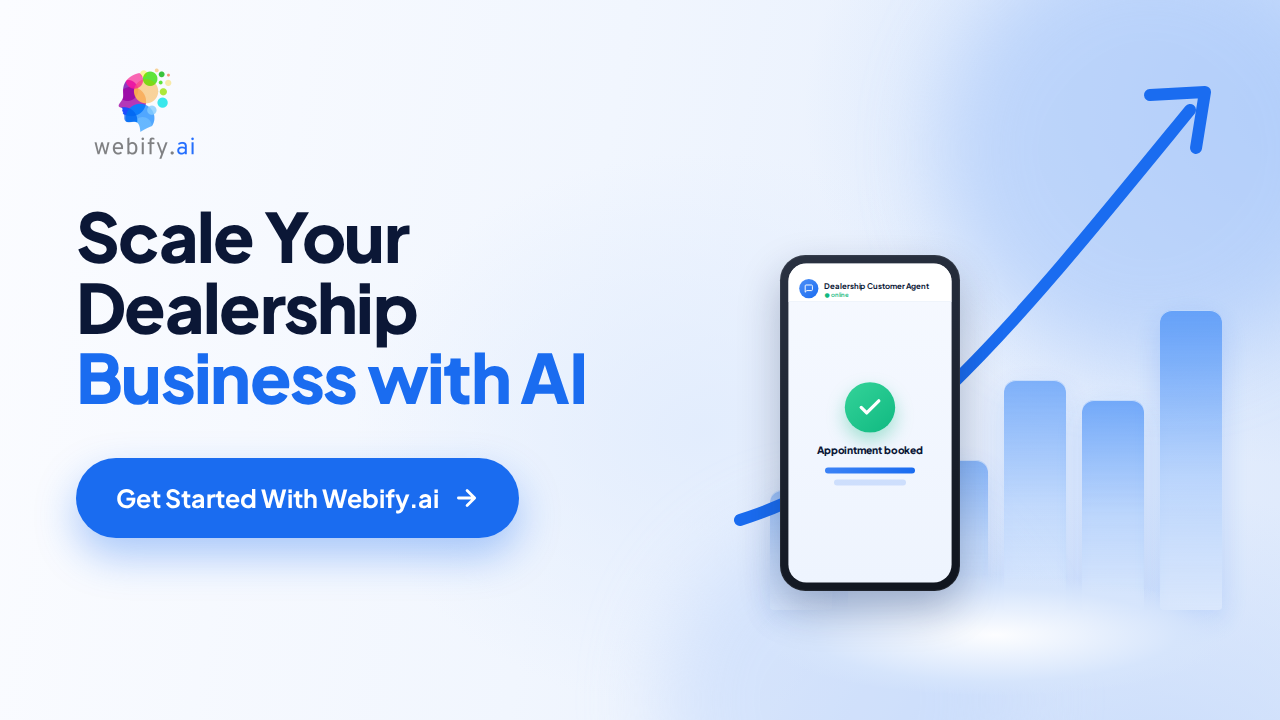 webify.ai
Scale Your
Dealership
Business with AI
Get Started With Webify.ai
Dealership Customer Agent
online
Appointment booked